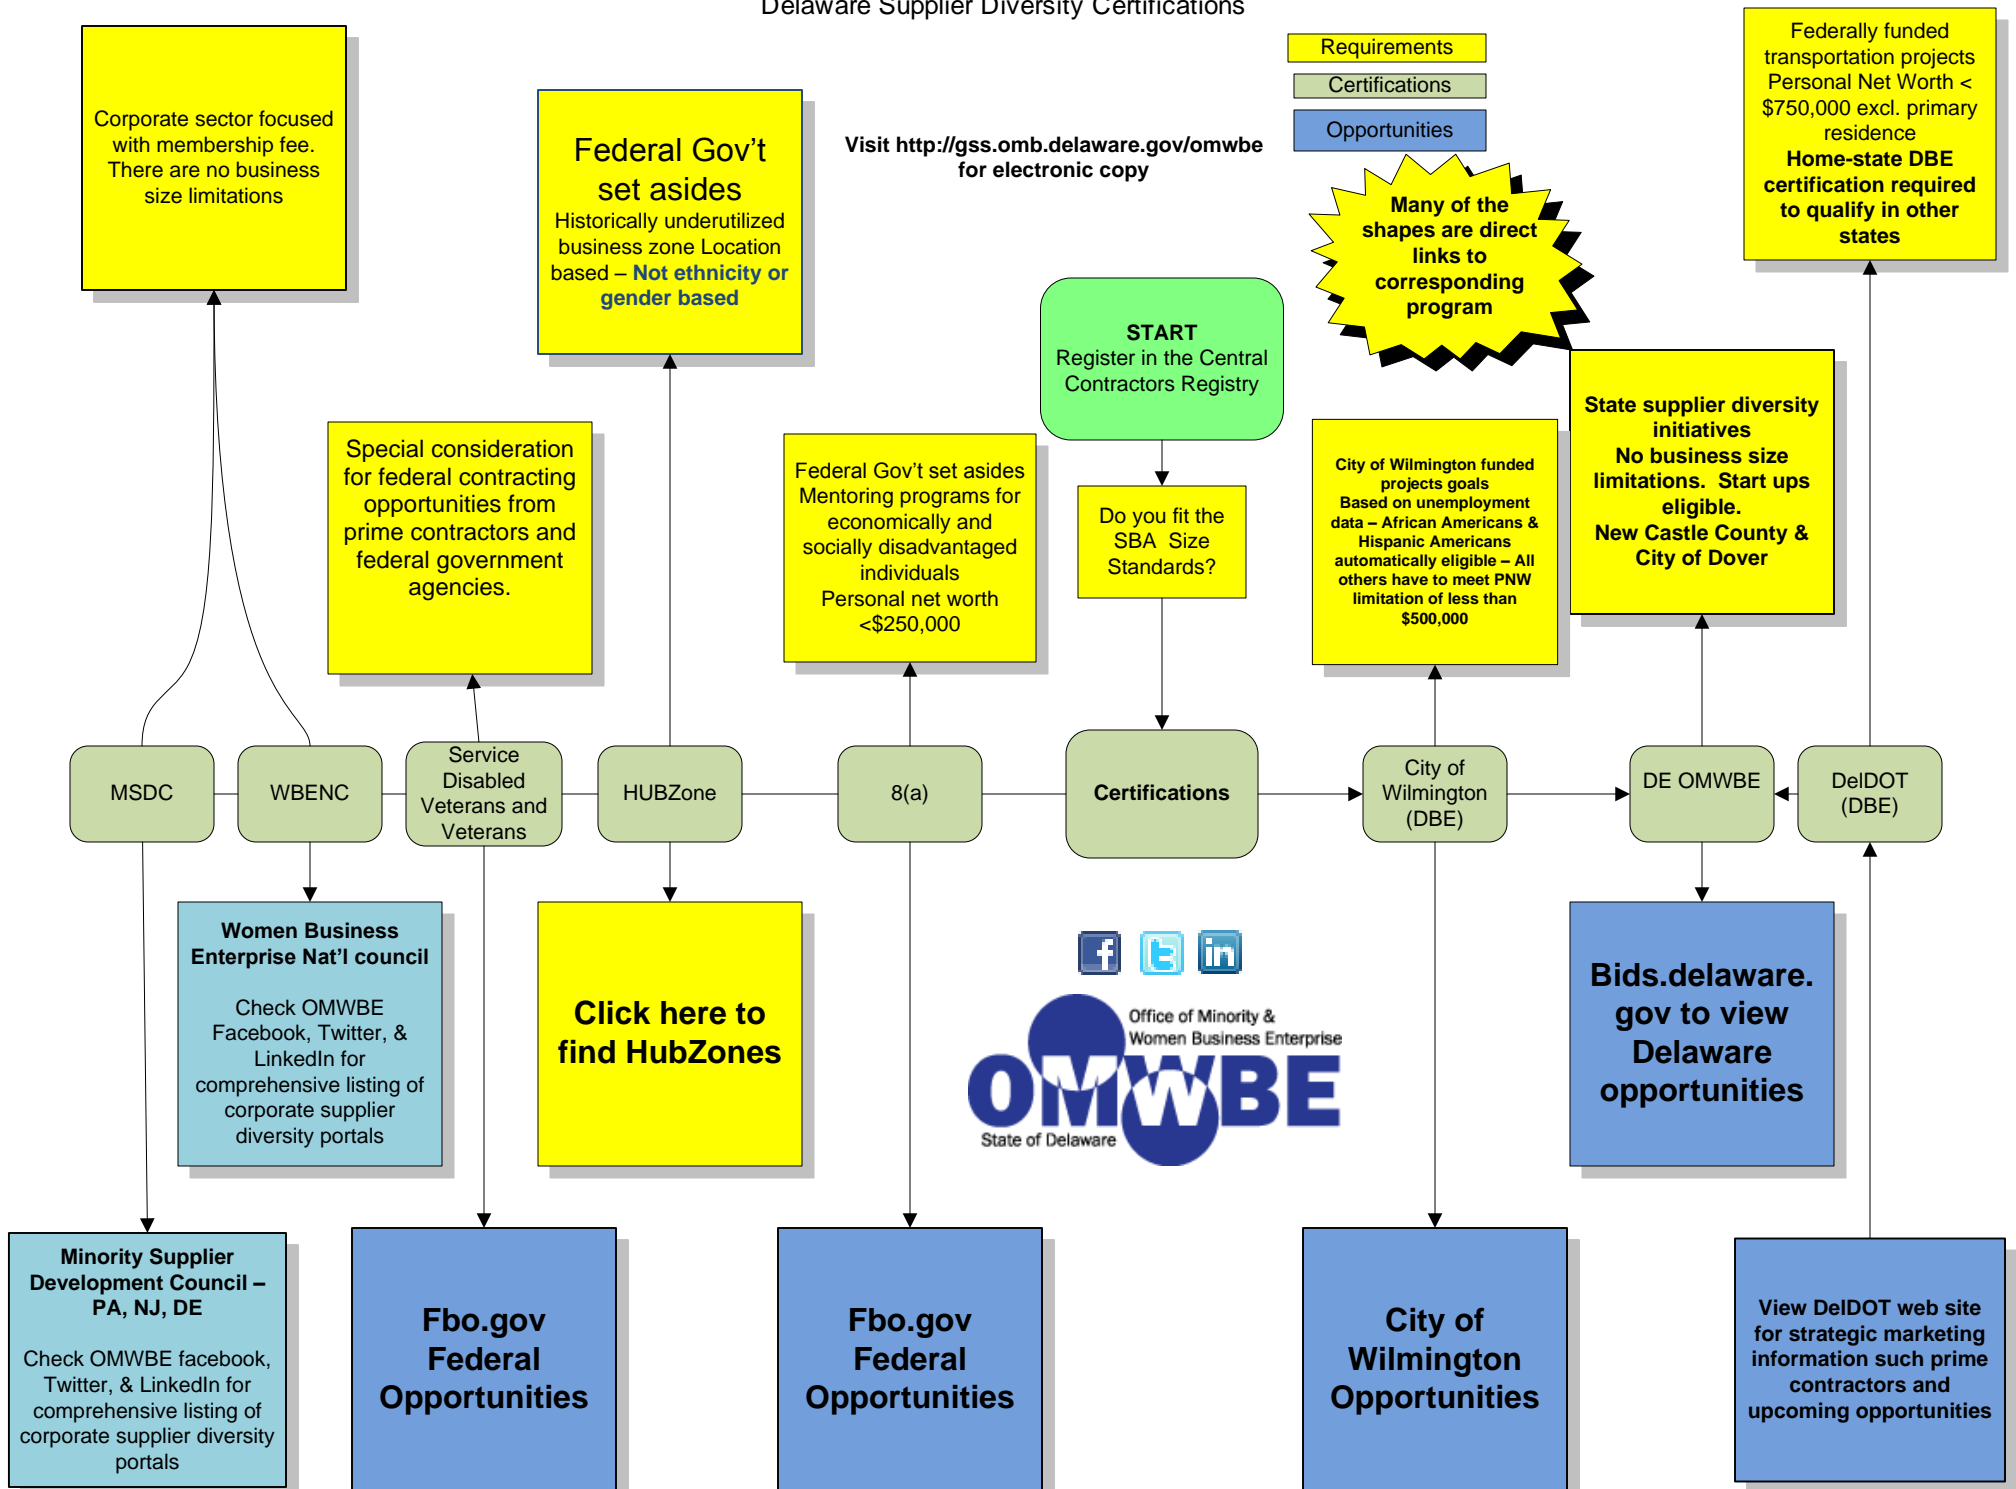 Delaware Supplier Diversity Certifications
Requirements
Certifications
Opportunities
Visit http://gss.omb.delaware.gov/omwbe
for electronic copy
Many of the
shapes are direct
links to
corresponding
program
Corporate sector focused
with membership fee.
There are no business
size limitations
Federal Gov't
set asides
Historically underutilized
business zone Location
based – Not ethnicity or
gender based
Federally funded
transportation projects
Personal Net Worth <
$750,000 excl. primary
residence
Home-state DBE
certification required
to qualify in other
states
START
Register in the Central
Contractors Registry
Special consideration
for federal contracting
opportunities from
prime contractors and
federal government
agencies.
Federal Gov't set asides
Mentoring programs for
economically and
socially disadvantaged
individuals
Personal net worth
<$250,000
Do you fit the
SBA Size
Standards?
City of Wilmington funded
projects goals
Based on unemployment
data – African Americans &
Hispanic Americans
automatically eligible – All
others have to meet PNW
limitation of less than
$500,000
State supplier diversity
initiatives
No business size
limitations. Start ups
eligible.
New Castle County &
City of Dover
MSDC
WBENC
Service
Disabled
Veterans and
Veterans
HUBZone
8(a)
Certifications
City of
Wilmington
(DBE)
DE OMWBE
DelDOT
(DBE)
Women Business
Enterprise Nat'l council
Check OMWBE
Facebook, Twitter, &
LinkedIn for
comprehensive listing of
corporate supplier
diversity portals
Click here to
find HubZones
f
t
in
Office of Minority &
Women Business Enterprise
OMWBE
State of Delaware
Bids.delaware.
gov to view
Delaware
opportunities
Minority Supplier
Development Council –
PA, NJ, DE
Check OMWBE facebook,
Twitter, & LinkedIn for
comprehensive listing of
corporate supplier diversity
portals
Fbo.gov
Federal
Opportunities
Fbo.gov
Federal
Opportunities
City of
Wilmington
Opportunities
View DelDOT web site
for strategic marketing
information such prime
contractors and
upcoming opportunities